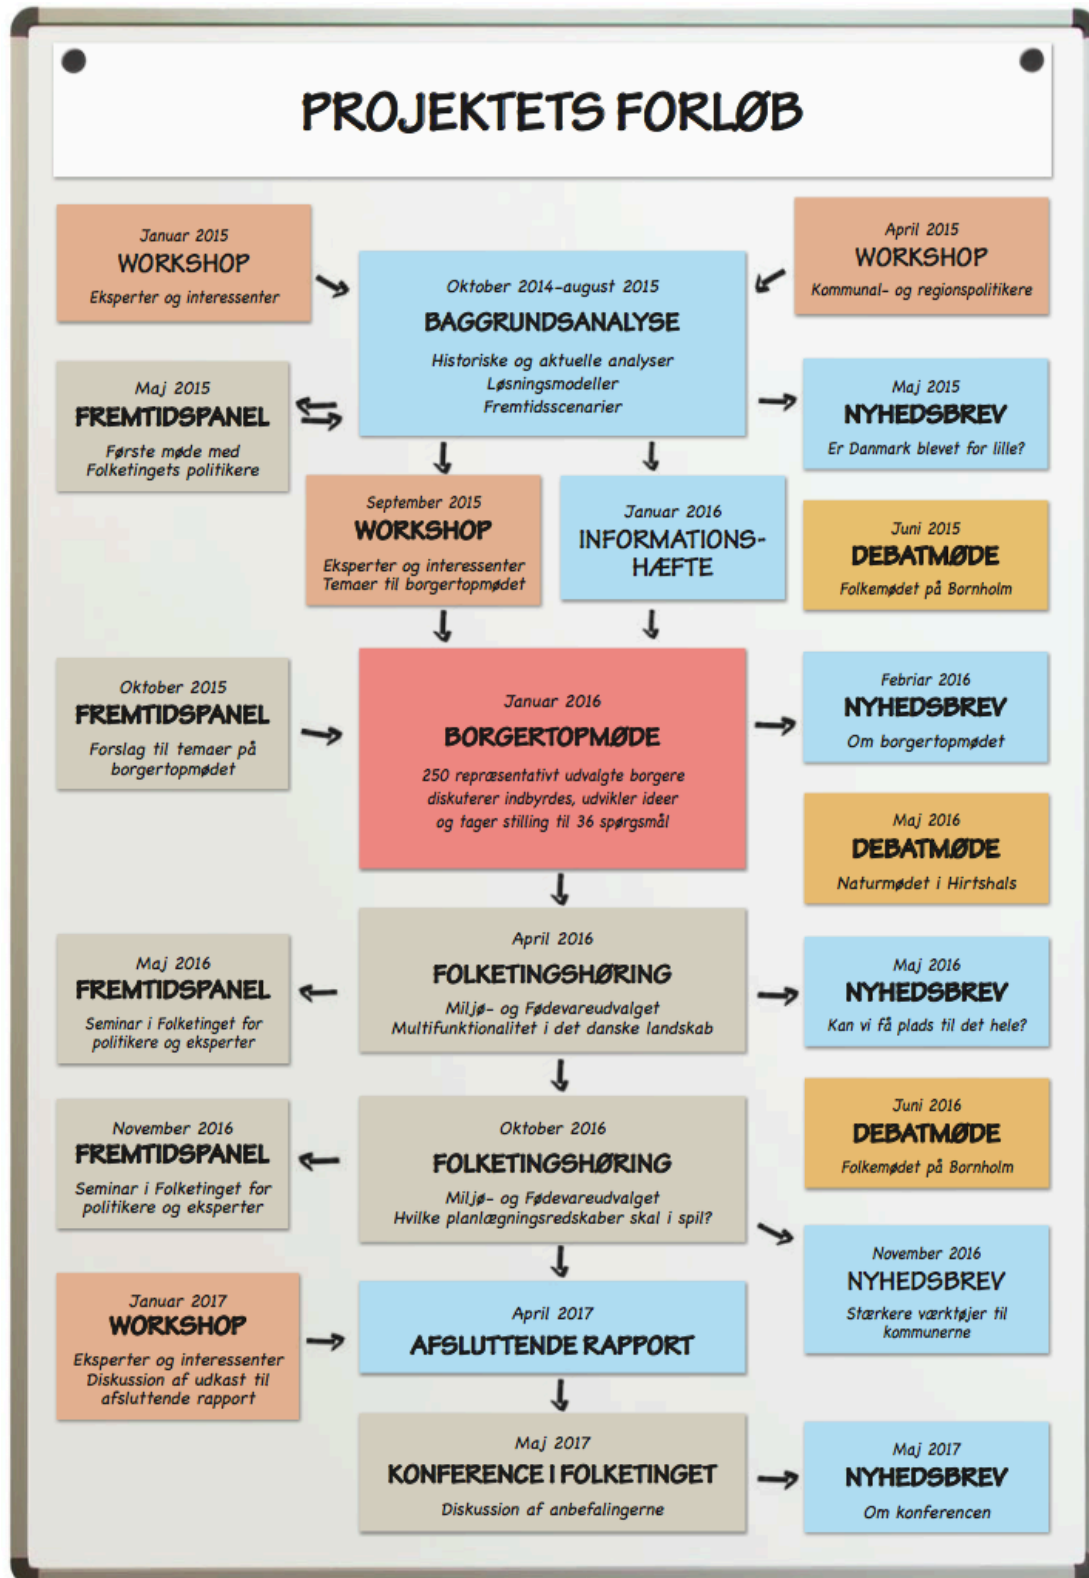 PROJEKTETS FORLØB
Januar 2015
WORKSHOP
Eksperter og interessenter
April 2015
WORKSHOP
Kommunal- og regionspolitikere
Oktober 2014-august 2015
BAGGRUNDSANALYSE
Historiske og aktuelle analyser
Løsningsmodeller
Fremtidsscenarier
Maj 2015
FREMTIDSPANEL
Første møde med
Folketingets politikere
Maj 2015
NYHEDSBREV
Er Danmark blevet for lille?
September 2015
WORKSHOP
Eksperter og interessenter
Temaer til borgertopmødet
Januar 2016
INFORMATIONS-
HÆFTE
Juni 2015
DEBATMØDE
Folkemødet på Bornholm
Oktober 2015
FREMTIDSPANEL
Forslag til temaer på
borgertopmødet
Januar 2016
BORGERTOPMØDE
250 repræsentativt udvalgte borgere
diskuterer indbyrdes, udvikler ideer
og tager stilling til 36 spørgsmål
Febriar 2016
NYHEDSBREV
Om borgertopmødet
Maj 2016
DEBATMØDE
Naturmødet i Hirtshals
April 2016
FOLKETINGSHØRING
Miljø- og Fødevareudvalget
Multifunktionalitet i det danske landskab
Maj 2016
FREMTIDSPANEL
Seminar i Folketinget for
politikere og eksperter
Maj 2016
NYHEDSBREV
Kan vi få plads til det hele?
November 2016
FREMTIDSPANEL
Seminar i Folketinget for
politikere og eksperter
Oktober 2016
FOLKETINGSHØRING
Miljø- og Fødevareudvalget
Hvilke planlægningsredskaber skal i spil?
Juni 2016
DEBATMØDE
Folkemødet på Bornholm
November 2016
NYHEDSBREV
Stærkere værktøjer til
kommunerne
Januar 2017
WORKSHOP
Eksperter og interessenter
Diskussion af udkast til
afsluttende rapport
April 2017
AFSLUTTENDE RAPPORT
Maj 2017
KONFERENCE I FOLKETINGET
Diskussion af anbefalingerne
Maj 2017
NYHEDSBREV
Om konferencen